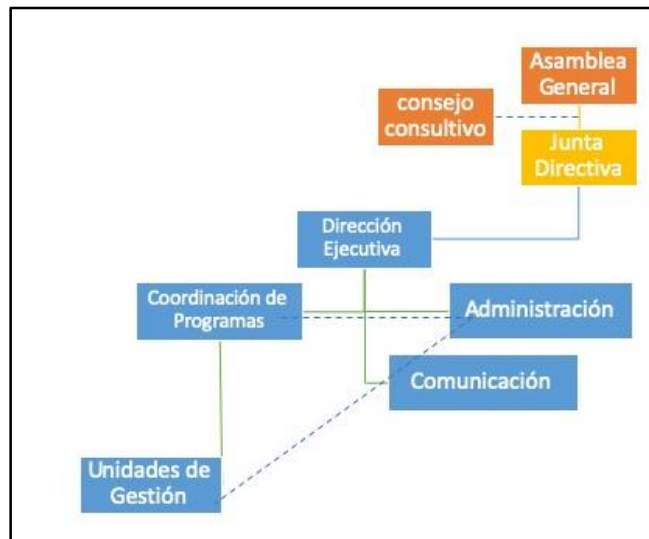 Asamblea
General
consejo
consultivo
Junta
Directiva
Dirección
Ejecutiva
Coordinación de
Programas
Administración
Comunicación
Unidades de
Gestión